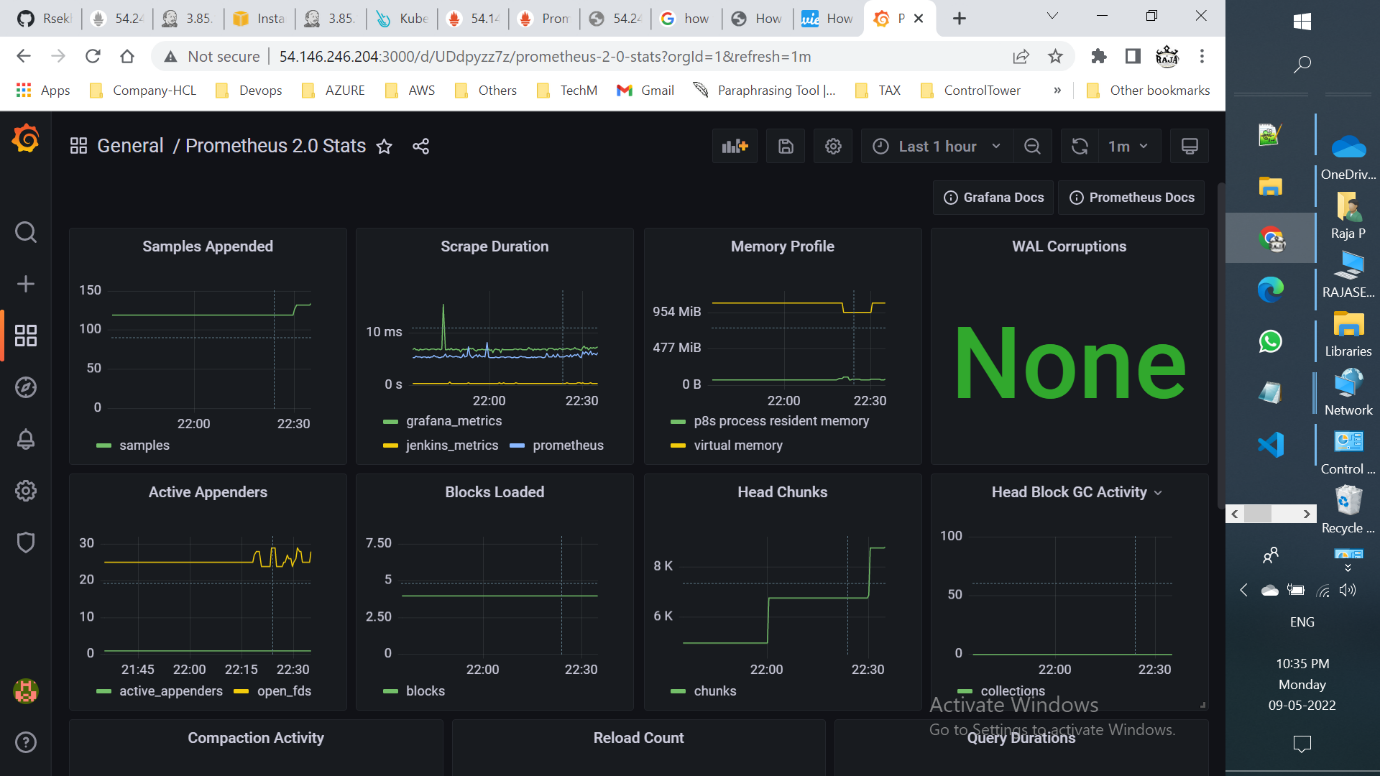 Rsekl
54.24
3.85.
Insta
3.85.
Kube
54.14
Prom
54.24
how
How
How
P
Not secure
54.146.246.204:3000/d/UDdpyzz7z/prometheus-2-0-stats?orgId=1&refresh=1m
Apps Company-HCL Devops AZURE AWS Others TechM Gmail Paraphrasing Tool |... TAX ControlTower » Other bookmarks
General / Prometheus 2.0 Stats
Last 1 hour
1m
Grafana Docs
Prometheus Docs
Samples Appended
150
100
50
0
22:00 22:30
samples
Scrape Duration
10 ms
0 s
22:00 22:30
grafana_metrics
jenkins_metrics prometheus
Memory Profile
954 MiB
477 MiB
0 B
22:00 22:30
p8s process resident memory
virtual memory
WAL Corruptions
None
Active Appenders
30
20
10
0
21:45 22:00 22:15 22:30
active_appenders open_fds
Blocks Loaded
7.50
5
2.50
0
22:00 22:30
blocks
Head Chunks
8 K
6 K
22:00 22:30
chunks
Head Block GC Activity
100
50
0
22:00 22:30
collections
Compaction Activity
Reload Count
Query Durations
Activate Windows
Go to Settings to activate Windows.
OneDriv...
Raja P
RAJASE...
Libraries
Network
Control ...
Recycle ...
ENG
10:35 PM
Monday
09-05-2022